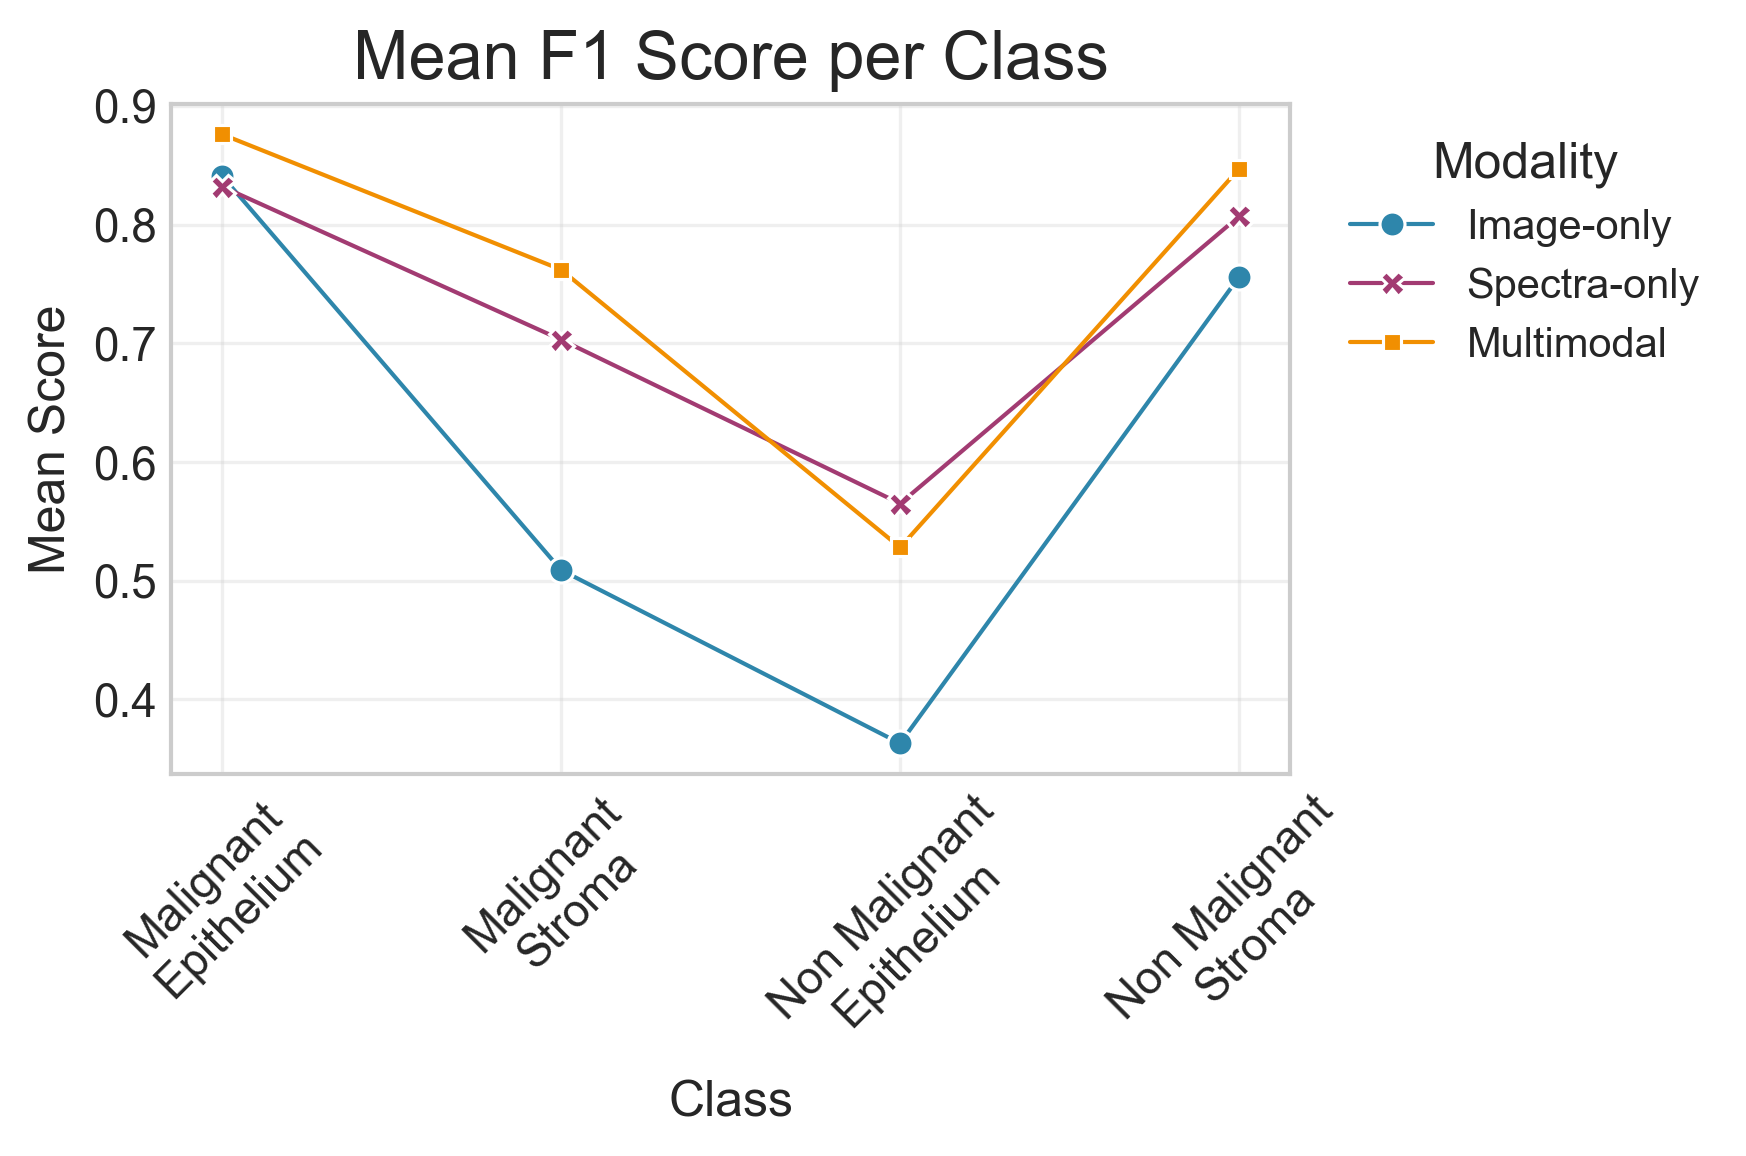 Mean F1 Score per Class
Mean Score
0.9
0.8
0.7
0.6
0.5
0.4
Malignant
Epithelium
Malignant
Stroma
Non Malignant
Epithelium
Non Malignant
Stroma
Class
Modality
Image-only
Spectra-only
Multimodal